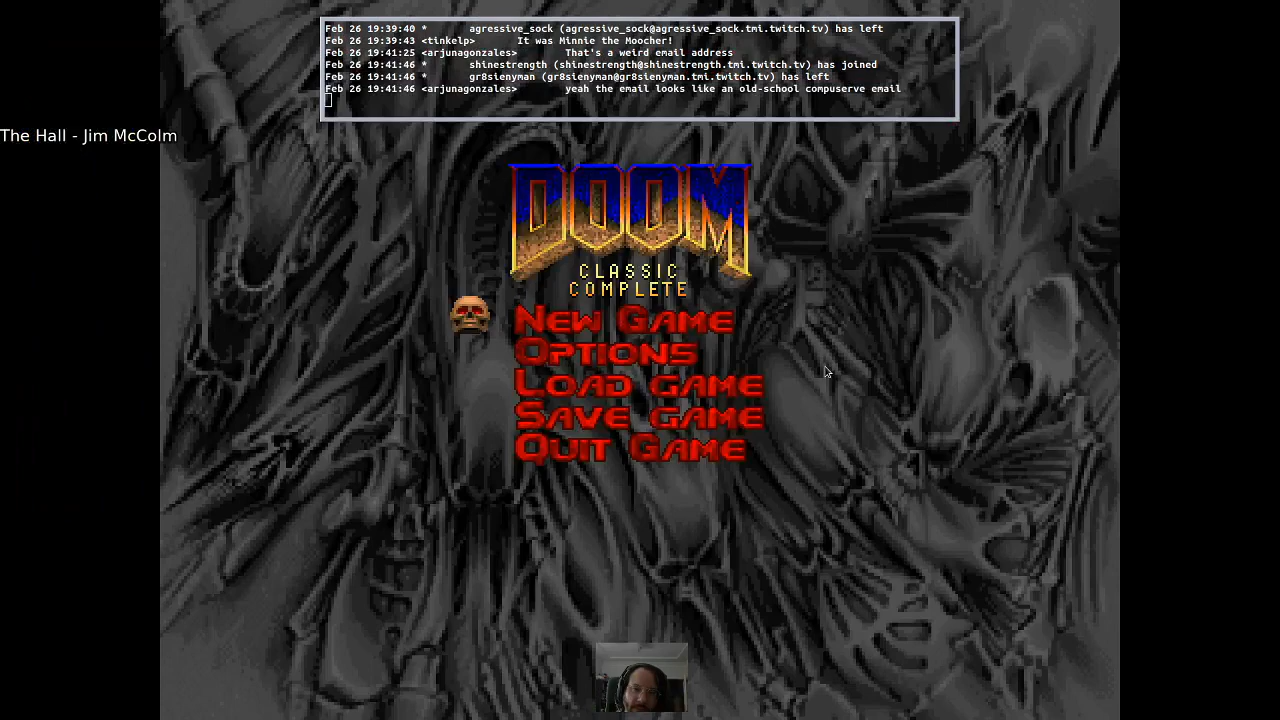 Feb 26 19:39:40 * agressive_sock (agressive_sock@agressive_sock.tmi.twitch.tv) has left
Feb 26 19:39:43 <tinkelp> It was Minnie the Moocher!
Feb 26 19:41:25 <arjunagonzales> That's a weird email address
Feb 26 19:41:46 * shinestrength (shinestrength@shinestrength.tmi.twitch.tv) has joined
Feb 26 19:41:46 * gr8sienyman (gr8sienyman@gr8sienyman.tmi.twitch.tv) has left
Feb 26 19:41:46 <arjunagonzales> yeah the email looks like an old-school compuserve email
The Hall - Jim McColm
DOOM
CLASSIC
COMPLETE
New Game
Options
Load Game
Save Game
Quit Game